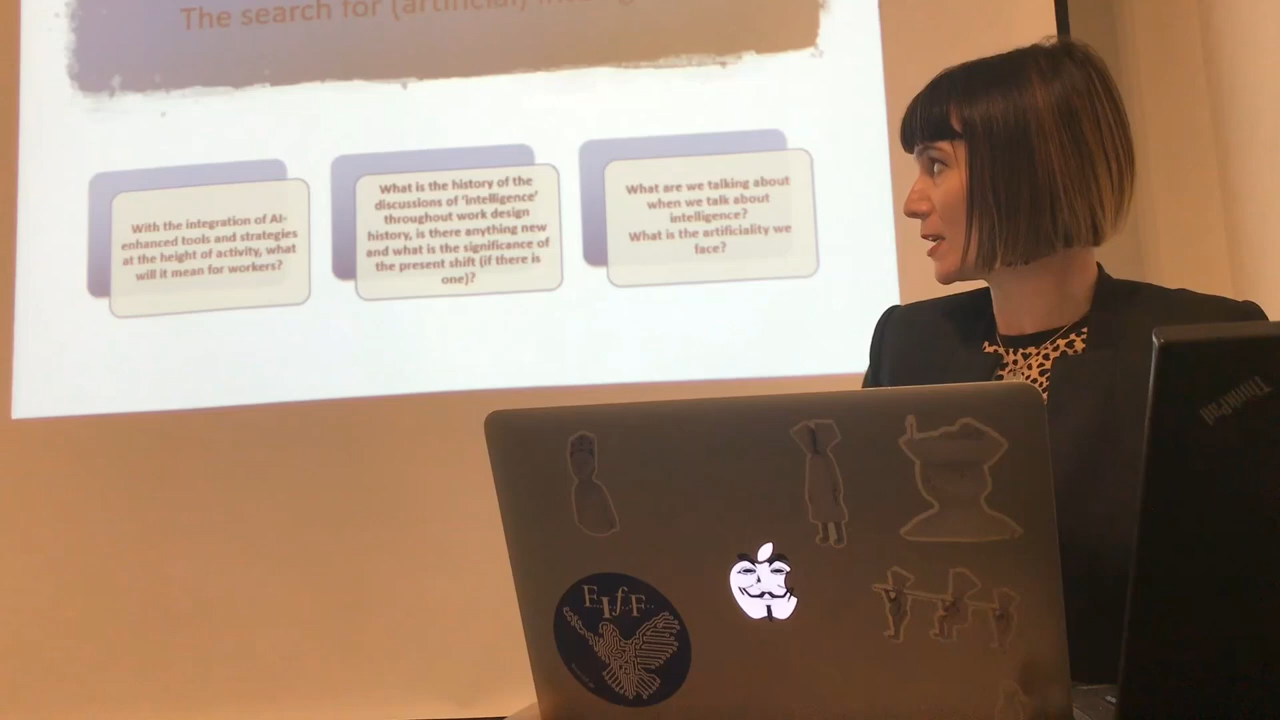 The search for (artificial)
With the integration of AI-
enhanced tools and strategies
at the height of activity, what
will it mean for workers?
What is the history of the
discussions of 'intelligence'
throughout work design
history, is there anything new
and what is the significance of
the present shift (if there is
one)?
What are we talking about
when we talk about
intelligence?
What is the artificiality we
face?
ThinkPad
F..I..f..F..